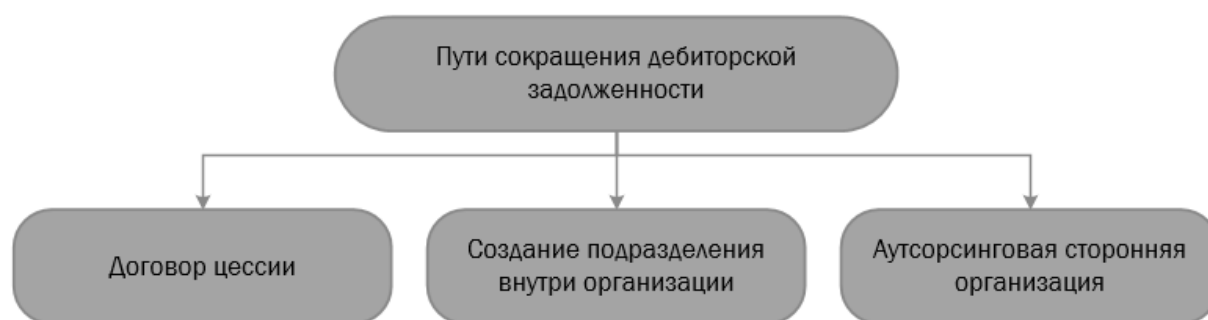 Пути сокращения дебиторской
задолженности
Договор цессии
Создание подразделения
внутри организации
Аутсорсинговая сторонняя
организация